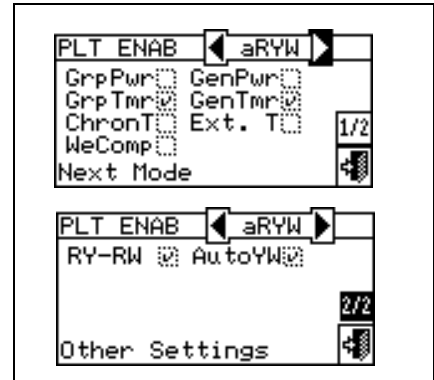 PLT ENAB aRYW
GrpPwr GenPwr
GrpTmr GenTmr
ChronT Ext. T
1/2
WeComp
Next Mode
PLT ENAB aRYW
RY-RW AutoYW
2/2
Other Settings